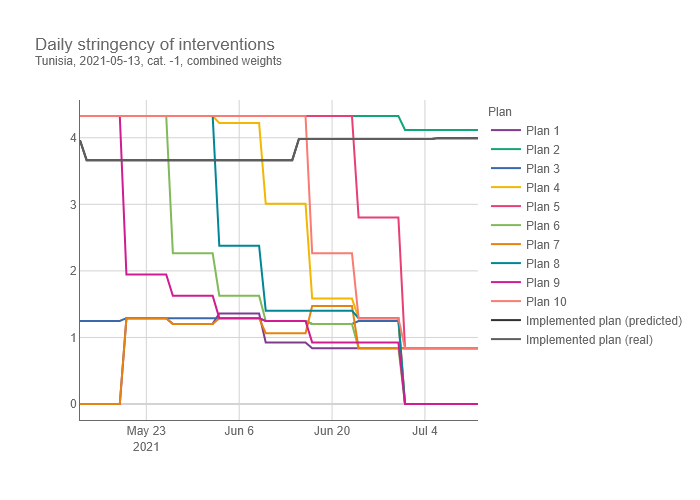 Daily stringency of interventions
Tunisia, 2021-05-13, cat. -1, combined weights
Plan
Plan 1
Plan 2
Plan 3
Plan 4
Plan 5
Plan 6
Plan 7
Plan 8
Plan 9
Plan 10
Implemented plan (predicted)
Implemented plan (real)
4
3
2
1
0
May 23
2021
Jun 6
Jun 20
Jul 4